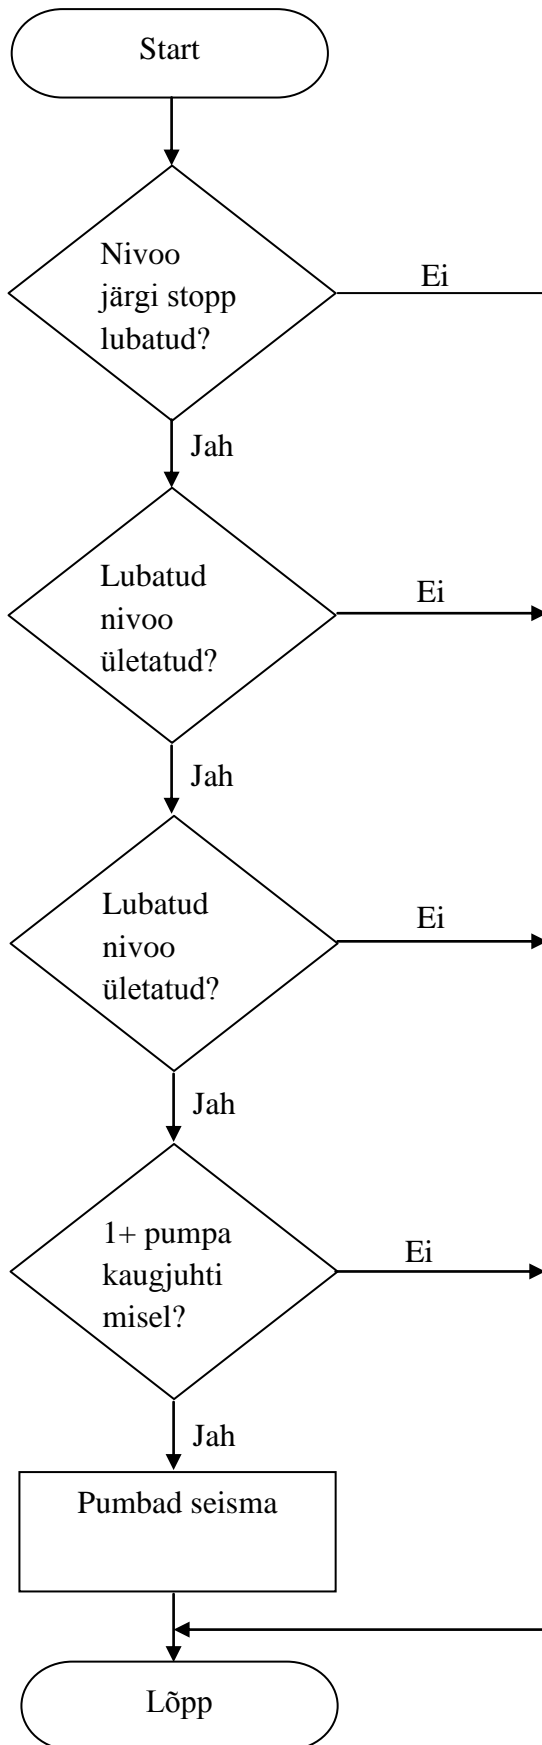 Start
Nivoo
järgi stopp
lubatud?
Ei
Jah
Lubatud
nivoo
ületatud?
Ei
Jah
Lubatud
nivoo
ületatud?
Ei
Jah
1+ pumpa
kaugjuhti
misel?
Ei
Jah
Pumbad seisma
Lõpp